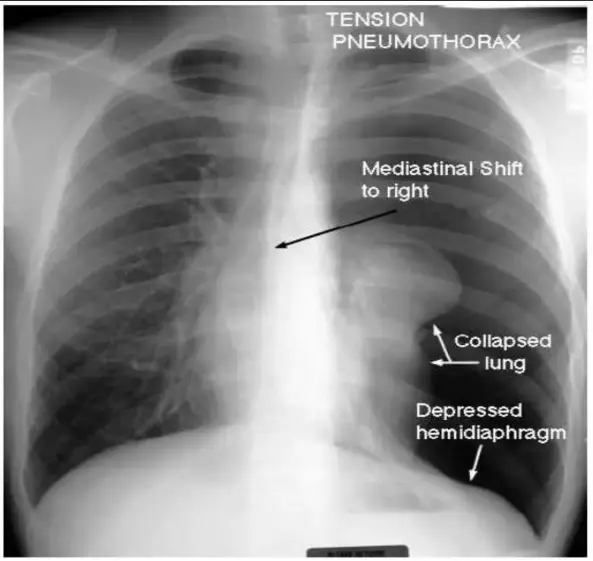 TENSION
PNEUMOTHORAX
Mediastinal Shift
to right
Collapsed
lung
Depressed
hemidiaphragm